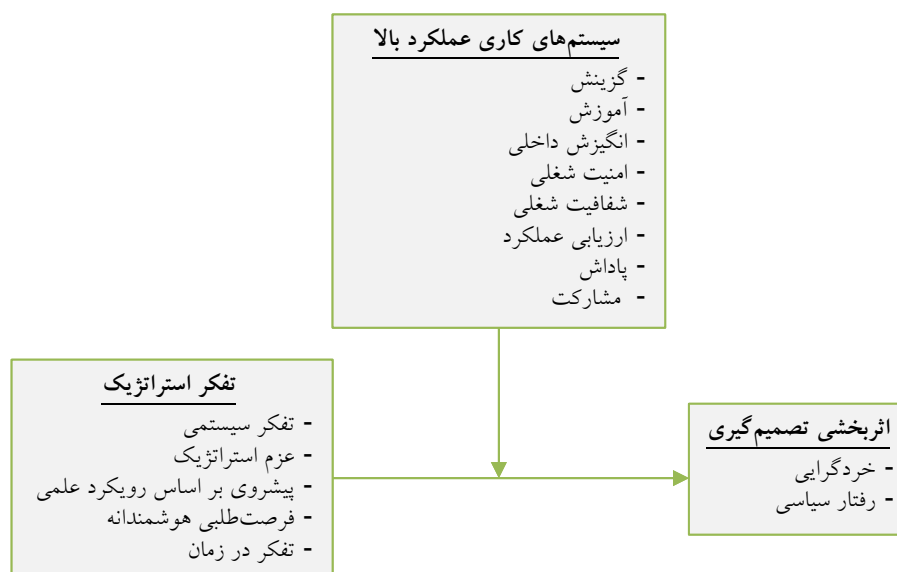 سیستم‌های کاری عملکرد بالا
- گزینش
- آموزش
- انگیزش داخلی
- امنیت شغلی
- شفافیت شغلی
- ارزیابی عملکرد
- پاداش
- مشارکت
تفکر استراتژیک
- تفکر سیستمی
- عزم استراتژیک
- پیشروی بر اساس رویکرد علمی
- فرصت‌طلبی هوشمندانه
- تفکر در زمان
اثربخشی تصمیم‌گیری
- خردگرایی
- رفتار سیاسی